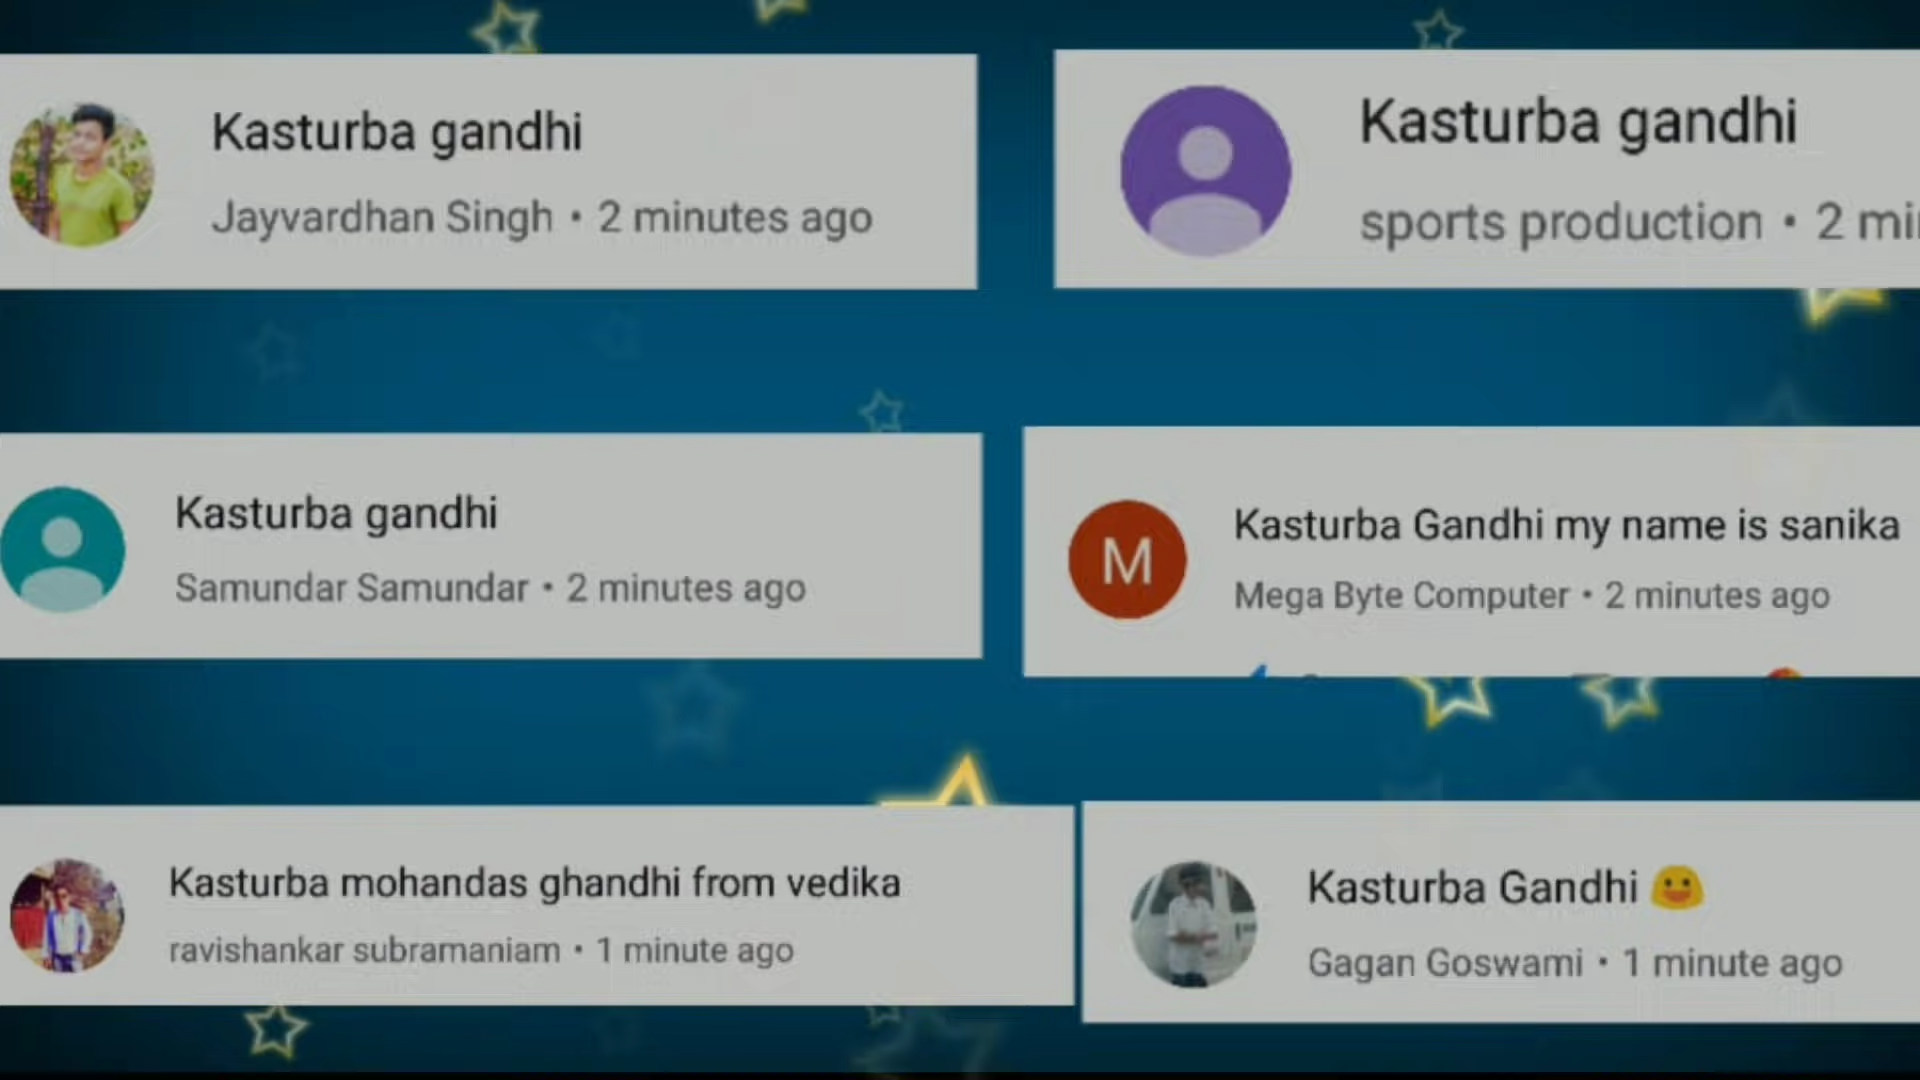 Kasturba gandhi
Jayvardhan Singh • 2 minutes ago
Kasturba gandhi
sports production • 2
Kasturba gandhi
Samundar Samundar • 2 minutes ago
M
Kasturba Gandhi my name is sanika
Mega Byte Computer • 2 minutes ago
Kasturba mohandas ghandhi from vedika
ravishankar subramaniam • 1 minute ago
Kasturba Gandhi 😃
Gagan Goswami • 1 minute ago